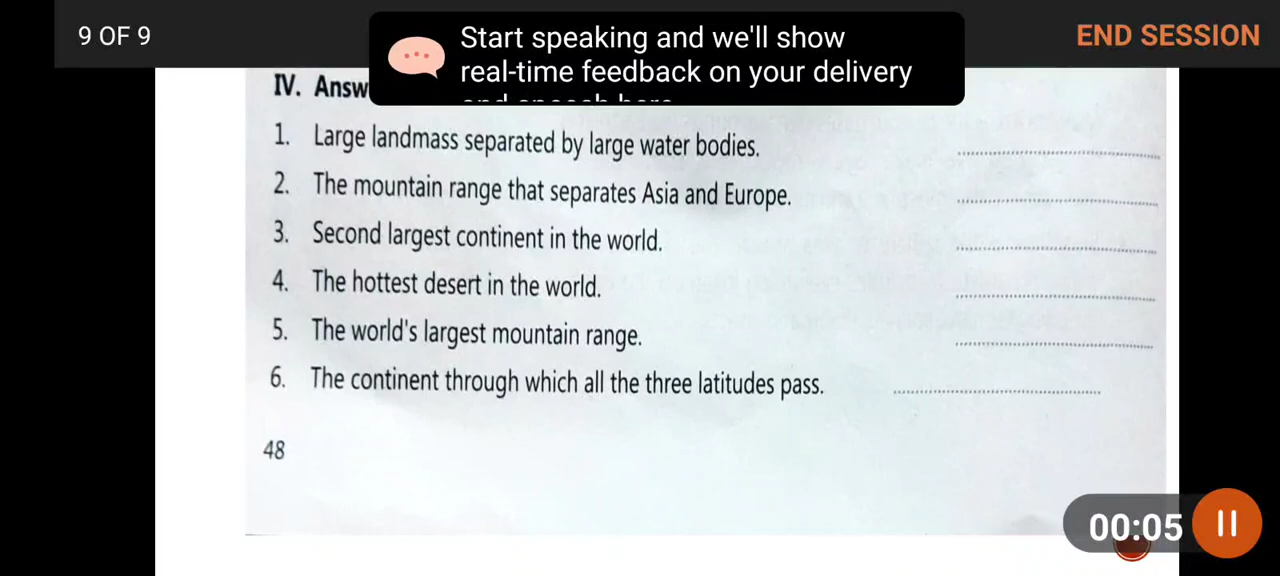 9 OF 9
Start speaking and we'll show
real-time feedback on your delivery
END SESSION
IV. Answ
1. Large landmass separated by large water bodies. ........................
2. The mountain range that separates Asia and Europe. ........................
3. Second largest continent in the world. ........................
4. The hottest desert in the world. ........................
5. The world's largest mountain range. ........................
6. The continent through which all the three latitudes pass. ........................
48
00:05